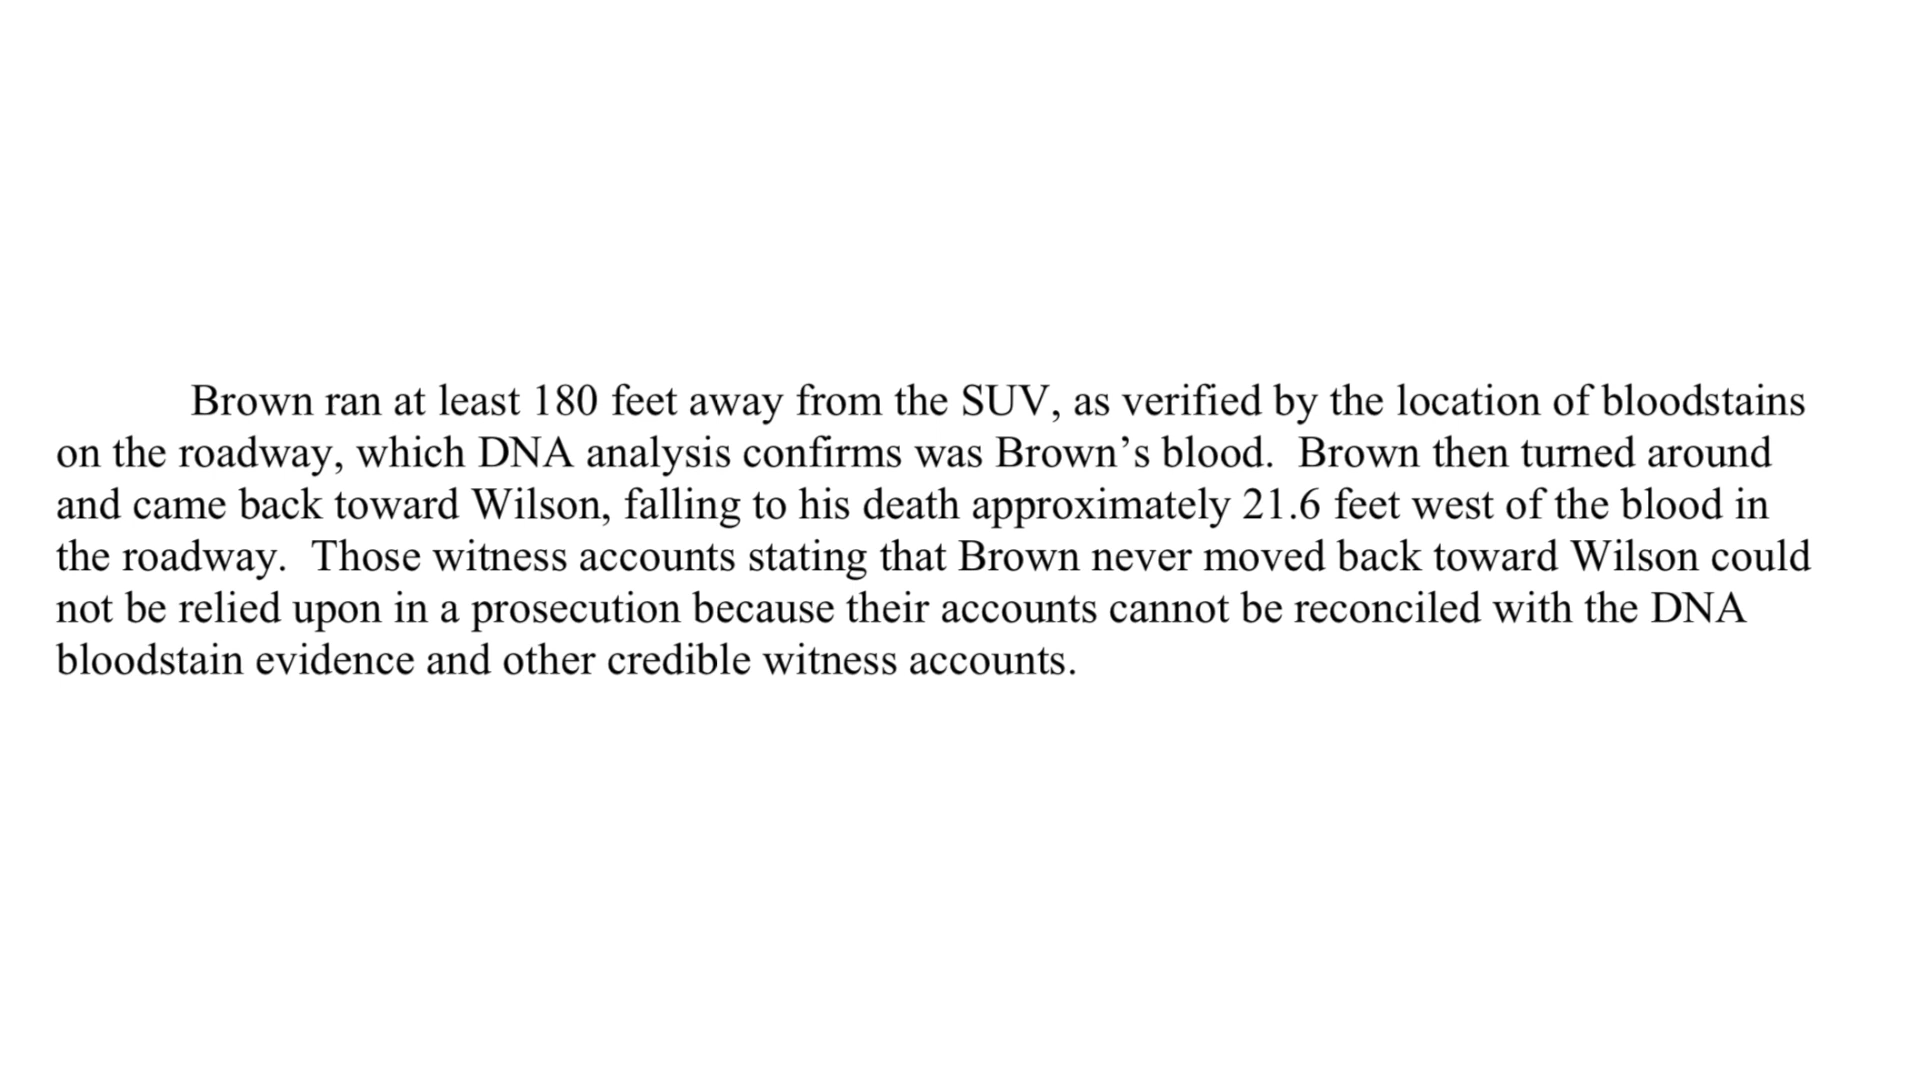 Brown ran at least 180 feet away from the SUV, as verified by the location of bloodstains
on the roadway, which DNA analysis confirms was Brown’s blood.  Brown then turned around
and came back toward Wilson, falling to his death approximately 21.6 feet west of the blood in
the roadway.  Those witness accounts stating that Brown never moved back toward Wilson could
not be relied upon in a prosecution because their accounts cannot be reconciled with the DNA
bloodstain evidence and other credible witness accounts.